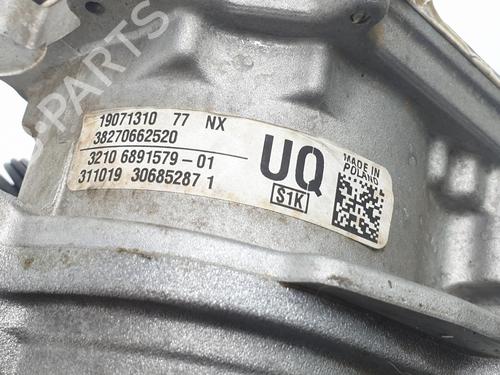 B-PARTS
19071310 77 NX
38270662520
3210 6891579-01
311019 30685287 1
UQ
S1K
MADE IN
POLAND